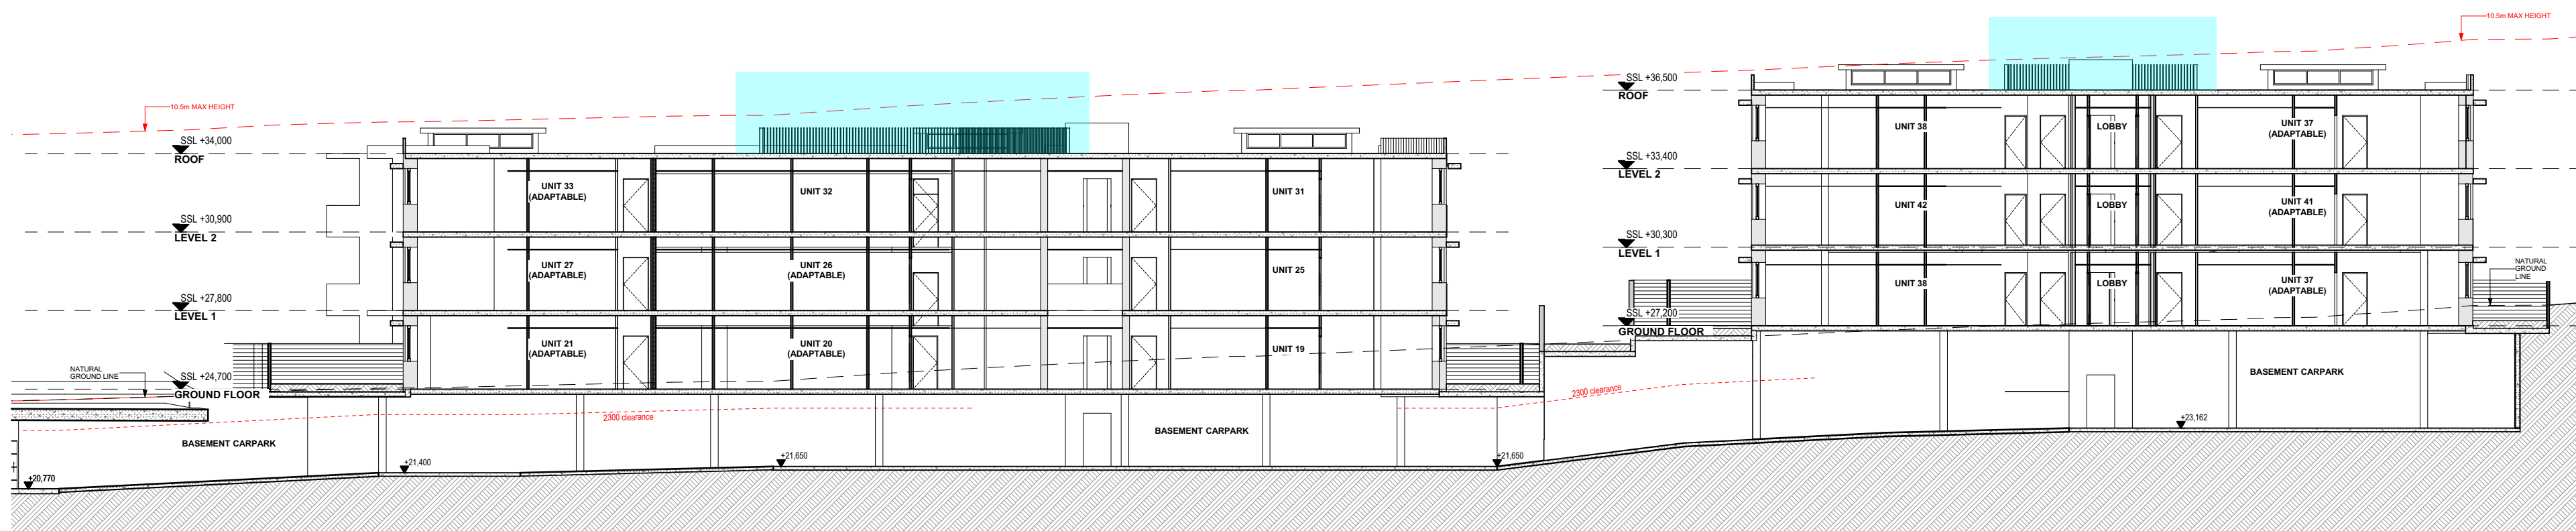 10.5m MAX HEIGHT
SSL +34,000
ROOF
SSL +30,900
LEVEL 2
SSL +27,800
LEVEL 1
SSL +24,700
GROUND FLOOR
NATURAL
GROUND LINE
UNIT 33
(ADAPTABLE)
UNIT 32
UNIT 31
UNIT 27
(ADAPTABLE)
UNIT 26
(ADAPTABLE)
UNIT 25
UNIT 21
(ADAPTABLE)
UNIT 20
(ADAPTABLE)
UNIT 19
2300 clearance
BASEMENT CARPARK
BASEMENT CARPARK
+20,770
+21,400
+21,650
+21,650
10.5m MAX HEIGHT
SSL +36,500
ROOF
SSL +33,400
LEVEL 2
SSL +30,300
LEVEL 1
SSL +27,200
GROUND FLOOR
UNIT 38
LOBBY
UNIT 37
(ADAPTABLE)
UNIT 42
LOBBY
UNIT 41
(ADAPTABLE)
UNIT 38
LOBBY
UNIT 37
(ADAPTABLE)
NATURAL
GROUND
LINE
2300 clearance
BASEMENT CARPARK
+23,162